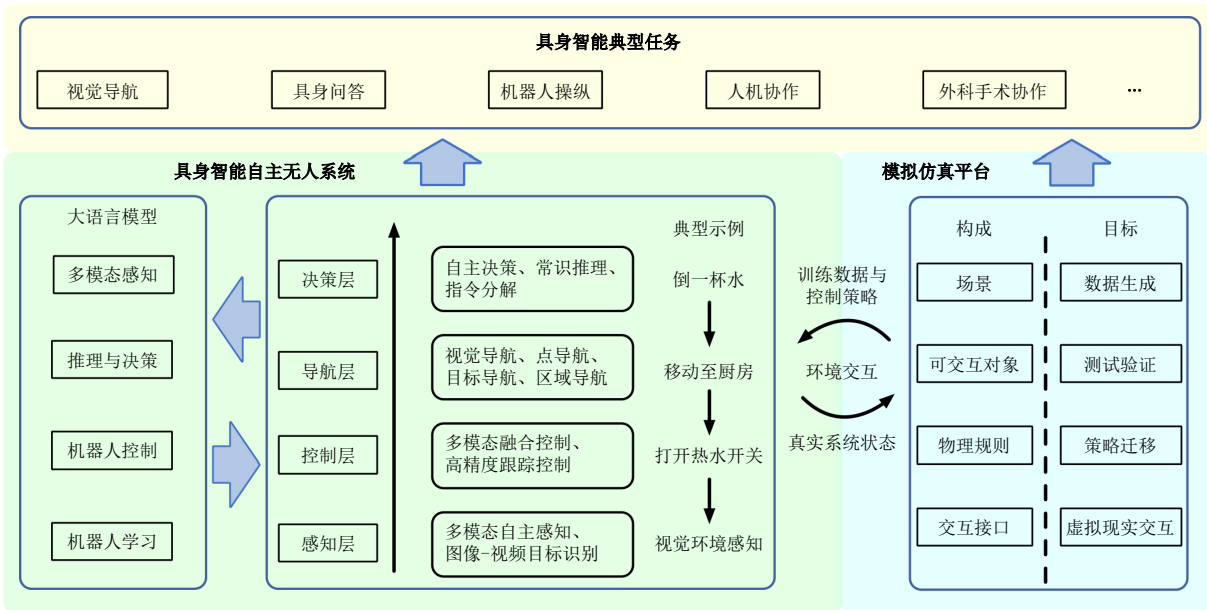 具身智能典型任务
视觉导航
具身问答
机器人操纵
人机协作
外科手术协作
…
具身智能自主无人系统
大语言模型
多模态感知
推理与决策
机器人控制
机器人学习
决策层
导航层
控制层
感知层
自主决策、常识推理、
指令分解
视觉导航、点导航、
目标导航、区域导航
多模态融合控制、
高精度跟踪控制
多模态自主感知、
图像-视频目标识别
典型示例
倒一杯水
移动至厨房
打开热水开关
视觉环境感知
训练数据与
控制策略
环境交互
真实系统状态
模拟仿真平台
构成
场景
可交互对象
物理规则
交互接口
目标
数据生成
测试验证
策略迁移
虚拟现实交互